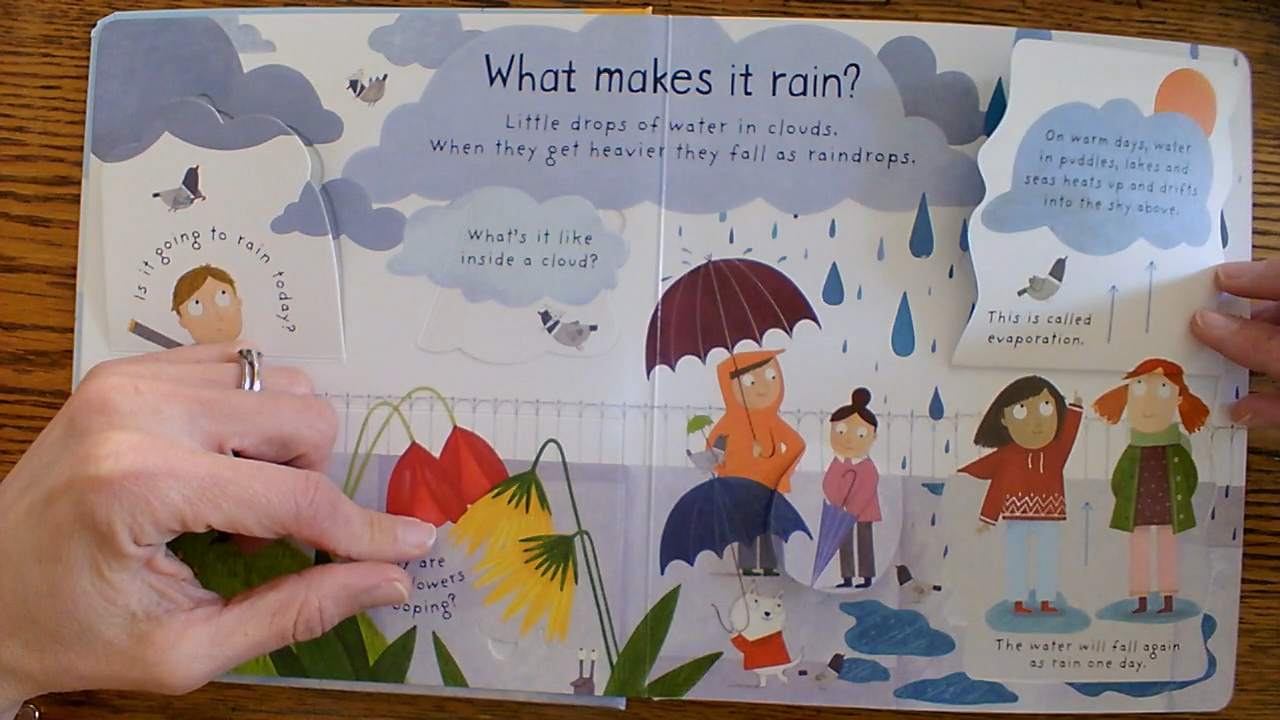 What makes it rain?
Little drops of water in clouds.
When they get heavier they fall as raindrops.
Is it going to rain today?
What's it like
inside a cloud?
are
ping?
On warm days, water
in puddles, lakes and
seas heats up and drifts
into the sky above.
This is called
evaporation.
The water will fall again
as rain one day.